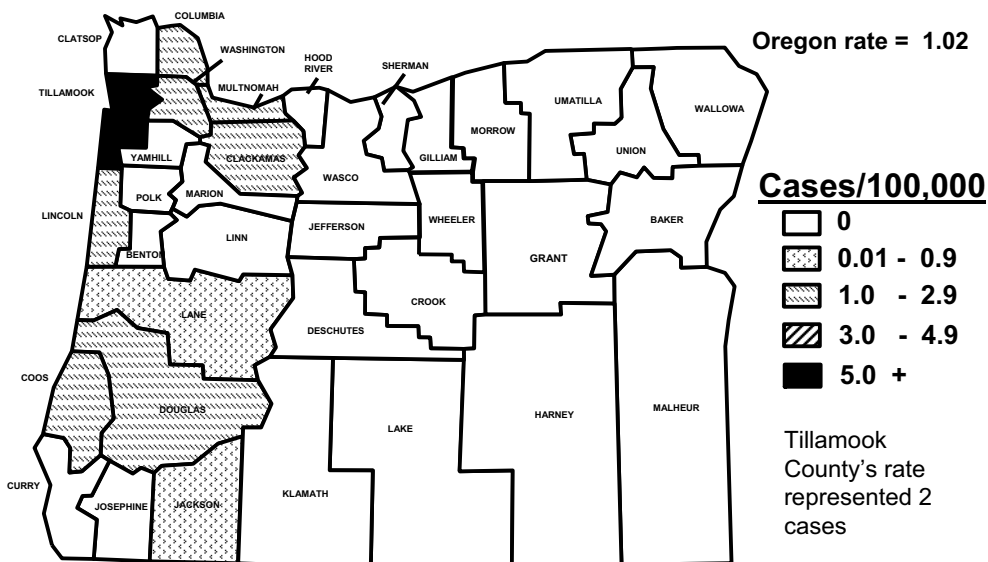 COLUMBIA
CLATSOP
WASHINGTON
HOOD
RIVER
SHERMAN
Oregon rate = 1.02
TILLAMOOK
MULTNOMAH
UMATILLA
WALLOWA
MORROW
UNION
YAMHILL
CLACKAMAS
GILLIAM
WASCO
POLK
MARION
LINCOLN
JEFFERSON
WHEELER
BAKER
LINN
BENTON
GRANT
Cases/100,000
0
0.01 - 0.9
1.0 - 2.9
3.0 - 4.9
5.0 +
LANE
CROOK
DESCHUTES
COOS
DOUGLAS
LAKE
HARNEY
MALHEUR
CURRY
JOSEPHINE
JACKSON
KLAMATH
Tillamook
County's rate
represented 2
cases